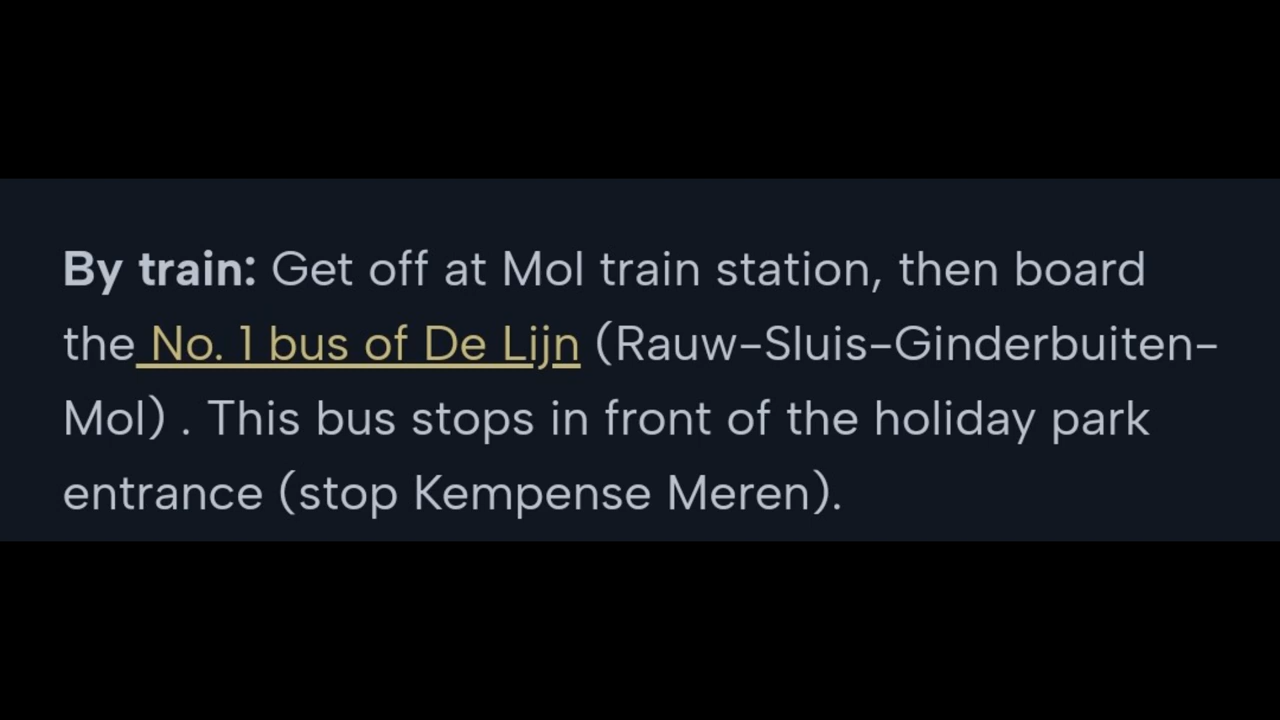 By train: Get off at Mol train station, then board
the No. 1 bus of De Lijn (Rauw–Sluis–Ginderbuiten–
Mol) . This bus stops in front of the holiday park
entrance (stop Kempense Meren).